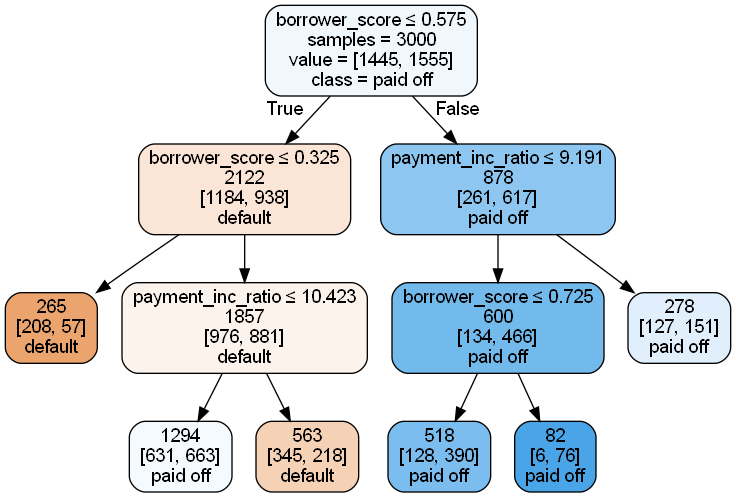 borrower_score ≤ 0.575
samples = 3000
value = [1445, 1555]
class = paid off
True
False
borrower_score ≤ 0.325
2122
[1184, 938]
default
payment_inc_ratio ≤ 9.191
878
[261, 617]
paid off
265
[208, 57]
default
payment_inc_ratio ≤ 10.423
1857
[976, 881]
default
borrower_score ≤ 0.725
600
[134, 466]
paid off
278
[127, 151]
paid off
1294
[631, 663]
paid off
563
[345, 218]
default
518
[128, 390]
paid off
82
[6, 76]
paid off